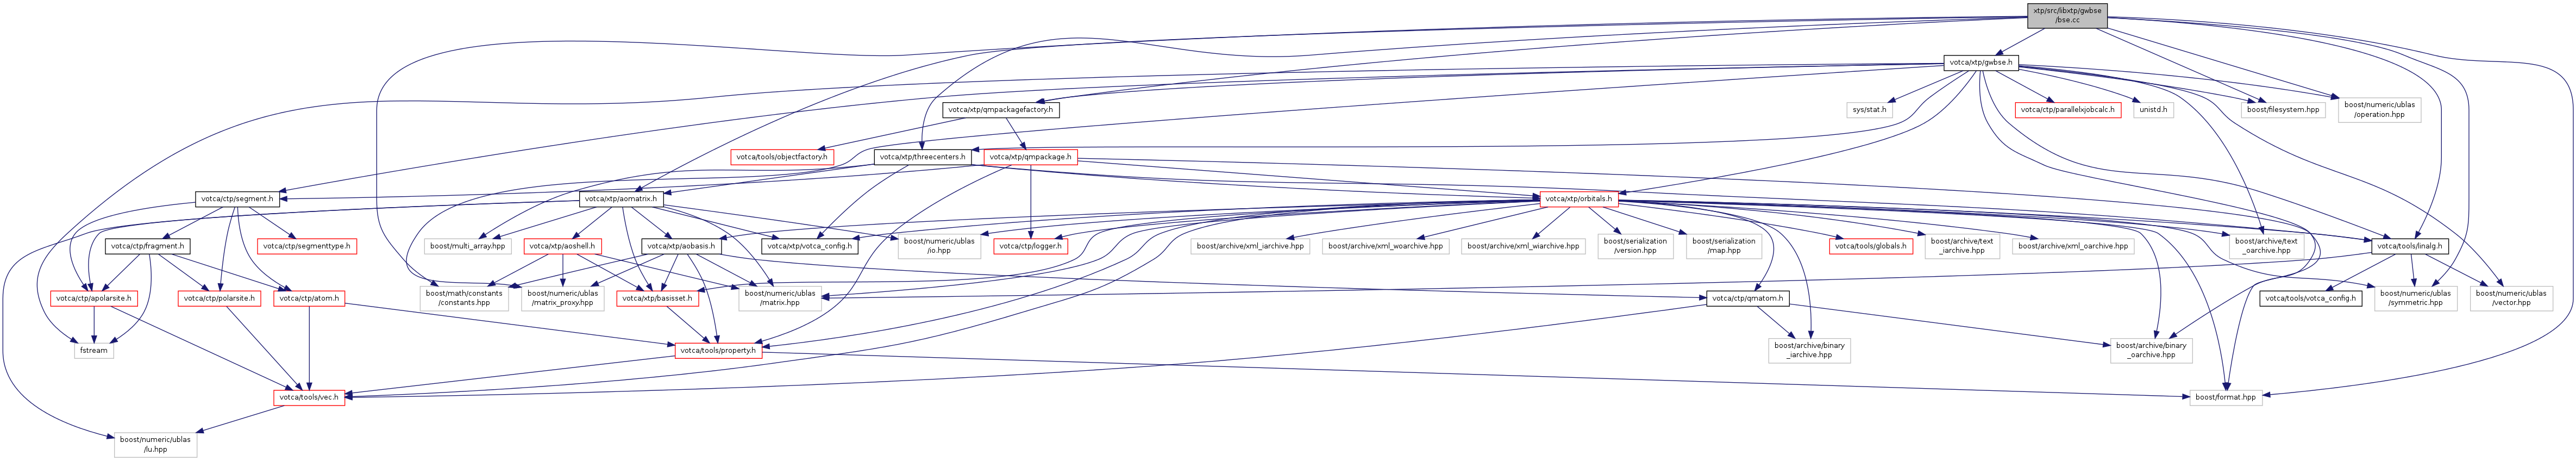 xtp/src/libxtp/gwbse
/bse.cc
votca/xtp/gwbse.h
votca/xtp/qmpackagefactory.h
sys/stat.h
votca/ctp/parallelxjobcalc.h
unistd.h
boost/filesystem.hpp
boost/numeric/ublas
/operation.hpp
votca/tools/objectfactory.h
votca/xtp/threecenters.h
votca/xtp/qmpackage.h
votca/ctp/segment.h
votca/xtp/aomatrix.h
votca/xtp/orbitals.h
votca/ctp/fragment.h
votca/ctp/segmenttype.h
boost/multi_array.hpp
votca/xtp/aoshell.h
votca/xtp/aobasis.h
votca/xtp/votca_config.h
boost/numeric/ublas
/io.hpp
votca/ctp/logger.h
boost/archive/xml_iarchive.hpp
boost/archive/xml_woarchive.hpp
boost/archive/xml_wiarchive.hpp
boost/serialization
/version.hpp
boost/serialization
/map.hpp
votca/tools/globals.h
boost/archive/text
_iarchive.hpp
boost/archive/xml_oarchive.hpp
boost/archive/text
_oarchive.hpp
votca/tools/linalg.h
votca/ctp/apolarsite.h
votca/ctp/polarsite.h
votca/ctp/atom.h
boost/math/constants
/constants.hpp
boost/numeric/ublas
/matrix_proxy.hpp
votca/xtp/basisset.h
boost/numeric/ublas
/matrix.hpp
votca/ctp/qmatom.h
votca/tools/votca_config.h
boost/numeric/ublas
/symmetric.hpp
boost/numeric/ublas
/vector.hpp
fstream
votca/tools/property.h
boost/archive/binary
_iarchive.hpp
boost/archive/binary
_oarchive.hpp
votca/tools/vec.h
boost/format.hpp
boost/numeric/ublas
/lu.hpp